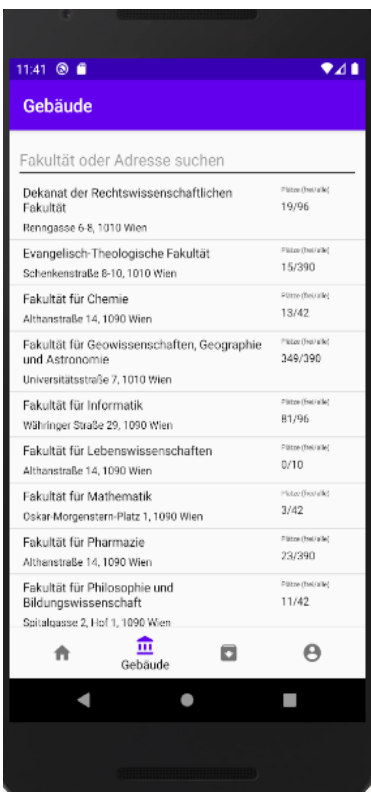 11:41
Gebäude
Fakultät oder Adresse suchen
Dekanat der Rechtswissenschaftlichen
Fakultät
Renngasse 6-8, 1010 Wien
Plätze (frei/alle)
19/96
Evangelisch-Theologische Fakultät
Schenkenstraße 8-10, 1010 Wien
Plätze (frei/alle)
15/390
Fakultät für Chemie
Althanstraße 14, 1090 Wien
Plätze (frei/alle)
13/42
Fakultät für Geowissenschaften, Geographie
und Astronomie
Universitätsstraße 7, 1010 Wien
Plätze (frei/alle)
349/390
Fakultät für Informatik
Währinger Straße 29, 1090 Wien
Plätze (frei/alle)
81/96
Fakultät für Lebenswissenschaften
Althanstraße 14, 1090 Wien
Plätze (frei/alle)
0/10
Fakultät für Mathematik
Oskar-Morgenstern-Platz 1, 1090 Wien
Plätze (frei/alle)
3/42
Fakultät für Pharmazie
Althanstraße 14, 1090 Wien
Plätze (frei/alle)
23/390
Fakultät für Philosophie und
Bildungswissenschaft
Spitalgasse 2, Hof 1, 1090 Wien
Plätze (frei/alle)
11/42
Gebäude